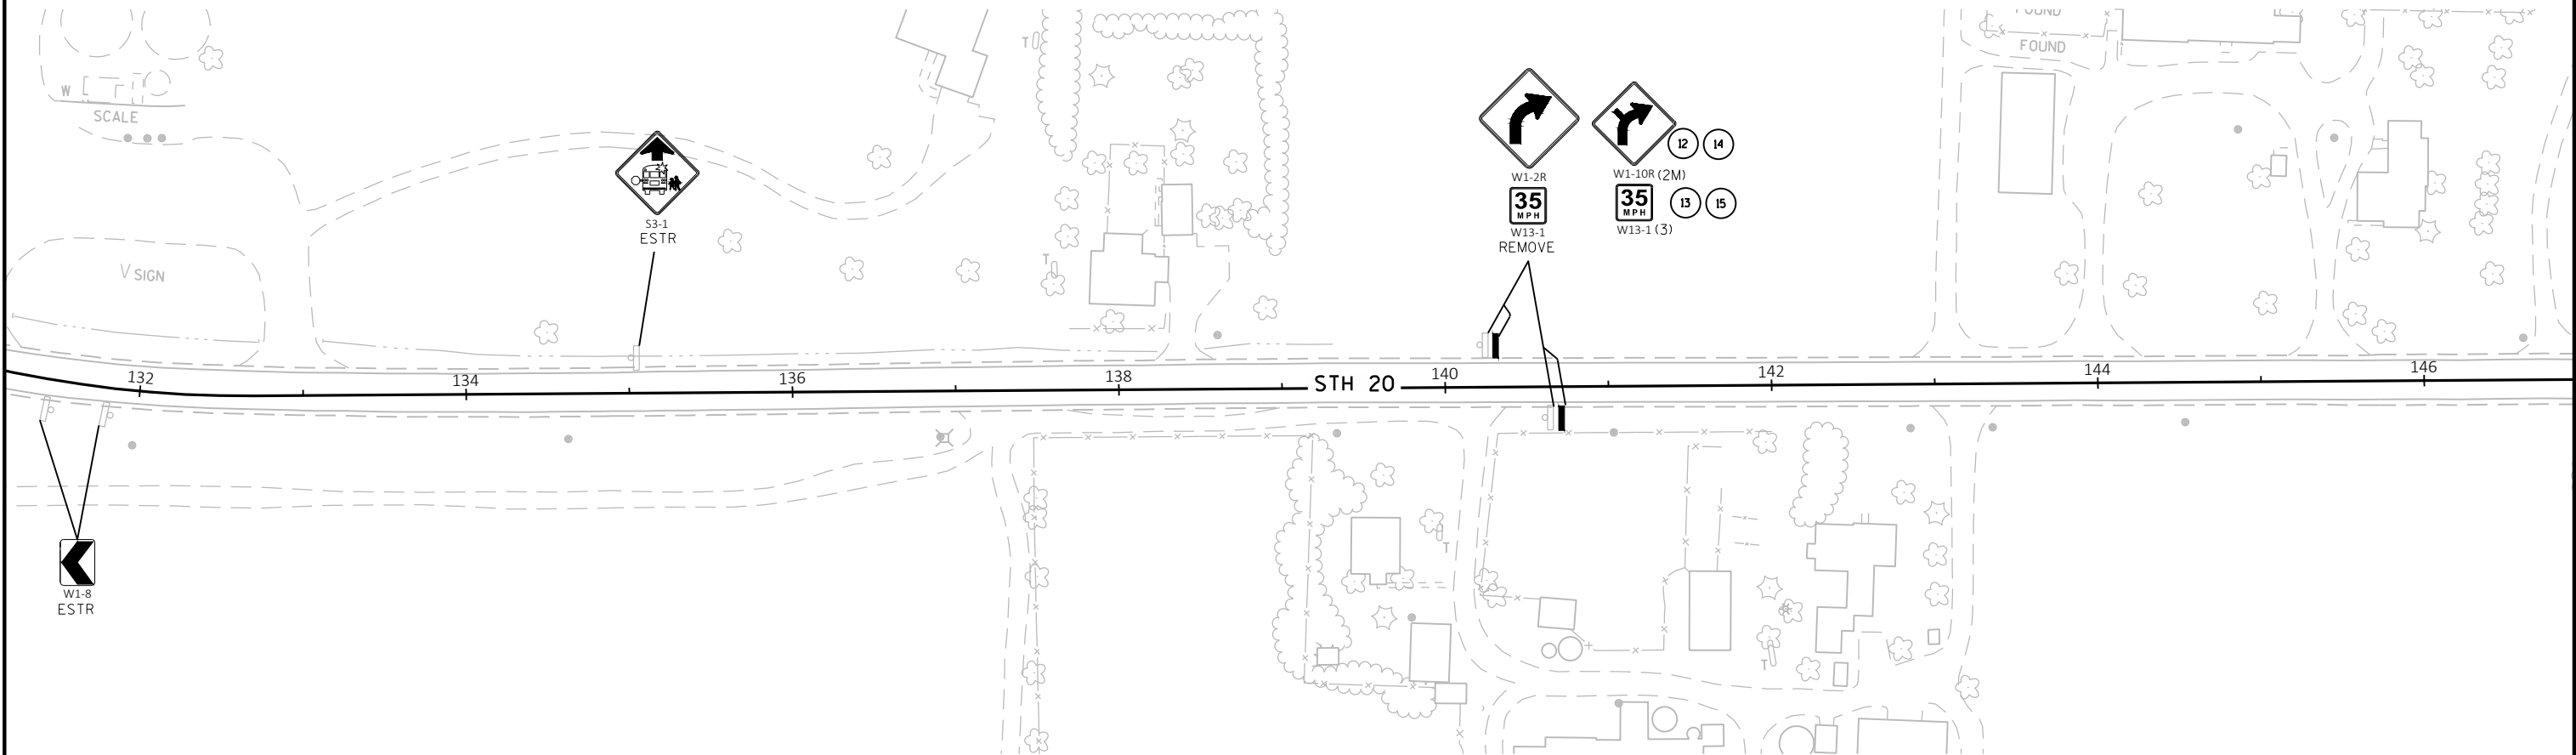 FOUND
FOUND
T
W
SCALE
12 14
W1-2R
W1-10R (2M)
35
MPH
35
MPH
13 15
W13-1
REMOVE
W13-1 (3)
S3-1
ESTR
T
V SIGN
132 134 136 138 140 142 144 146
STH 20
T
W1-8
ESTR
T